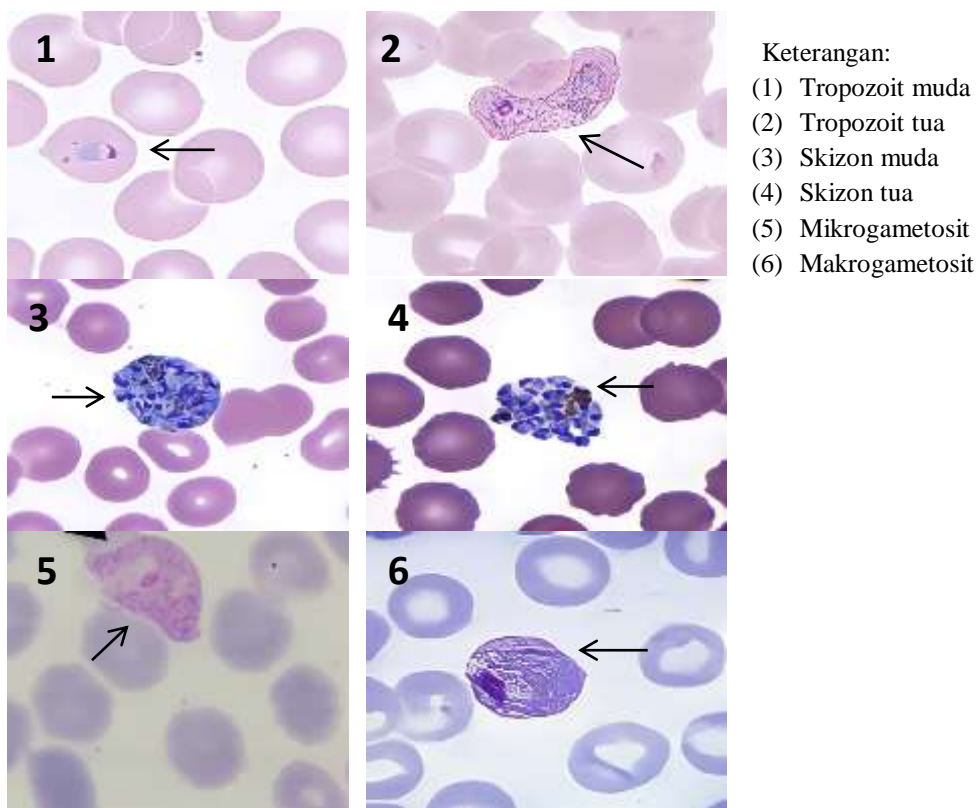 1
2
Keterangan:
(1) Tropozoit muda
(2) Tropozoit tua
(3) Skizon muda
(4) Skizon tua
(5) Mikrogametosit
(6) Makrogametosit
3
4
5
6